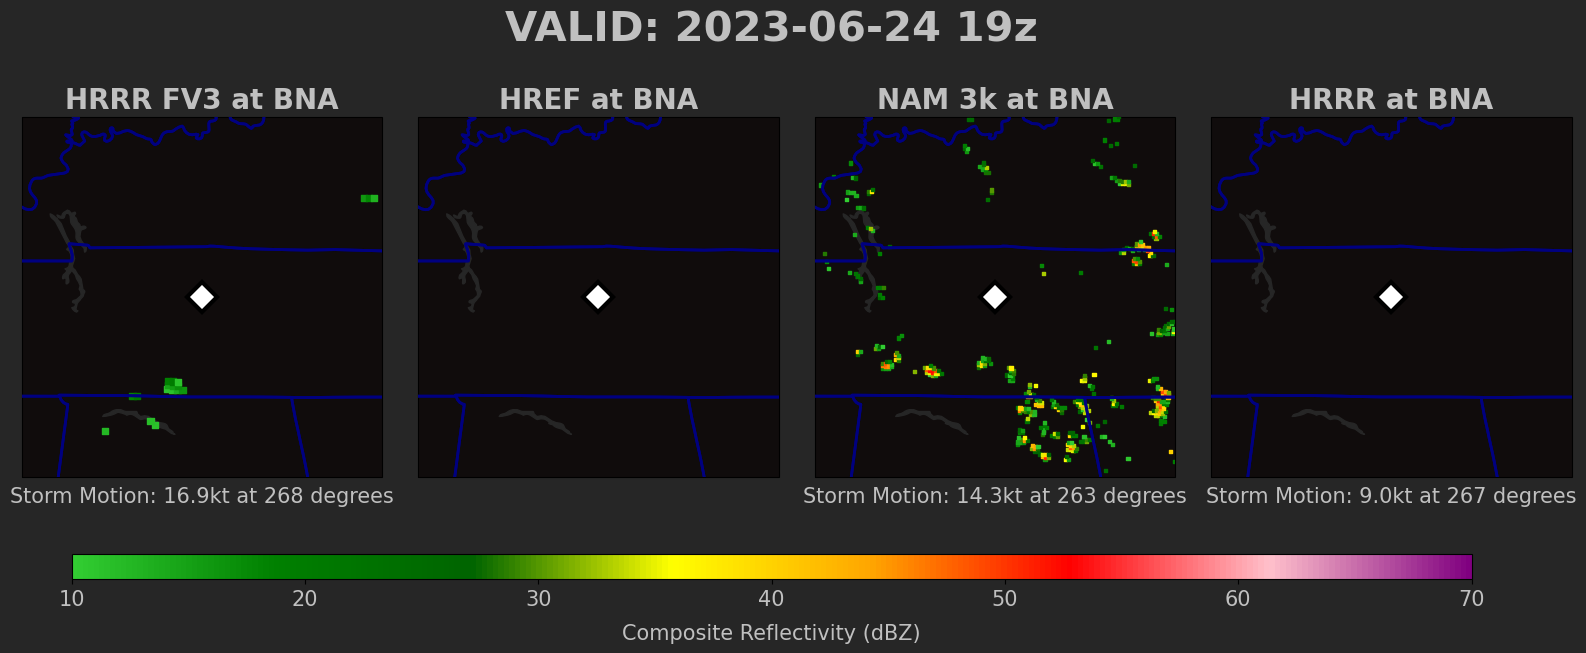 VALID: 2023-06-24 19z
HRRR FV3 at BNA
HREF at BNA
NAM 3k at BNA
HRRR at BNA
Storm Motion: 16.9kt at 268 degrees
Storm Motion: 14.3kt at 263 degrees
Storm Motion: 9.0kt at 267 degrees
10 20 30 40 50 60 70
Composite Reflectivity (dBZ)